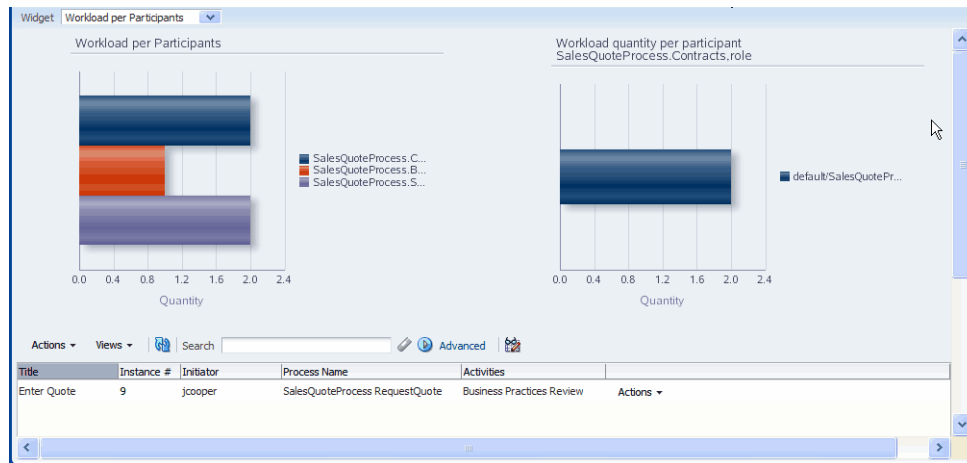 Widget Workload per Participants
Workload per Participants
SalesQuoteProcess.C...
SalesQuoteProcess.B...
SalesQuoteProcess.S...
0.0 0.4 0.8 1.2 1.6 2.0 2.4
Quantity
Workload quantity per participant
SalesQuoteProcess.Contracts,role
default/SalesQuotePr...
0.0 0.4 0.8 1.2 1.6 2.0 2.4
Quantity
Actions Views Search Advanced
Title Instance # Initiator Process Name Activities
Enter Quote 9 jcooper SalesQuoteProcess RequestQuote Business Practices Review Actions